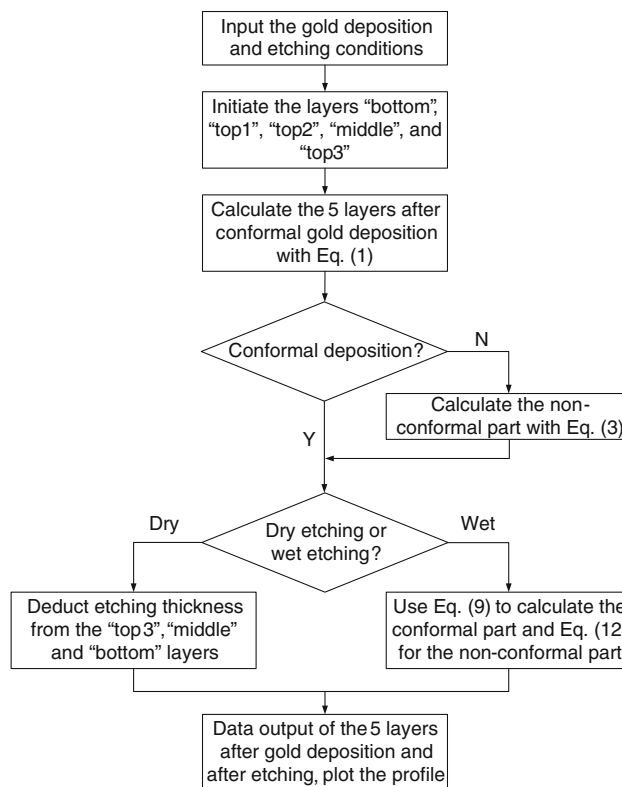 Input the gold deposition
and etching conditions
Initiate the layers “bottom”,
“top1”, “top2”, “middle”, and
“top3”
Calculate the 5 layers after
conformal gold deposition
with Eq. (1)
Conformal deposition?
N
Calculate the non-
conformal part with Eq. (3)
Y
Dry
Dry etching or
wet etching?
Wet
Deduct etching thickness
from the “top3”, “middle”
and “bottom” layers
Use Eq. (9) to calculate the
conformal part and Eq. (12
for the non-conformal part
Data output of the 5 layers
after gold deposition and
after etching, plot the profile